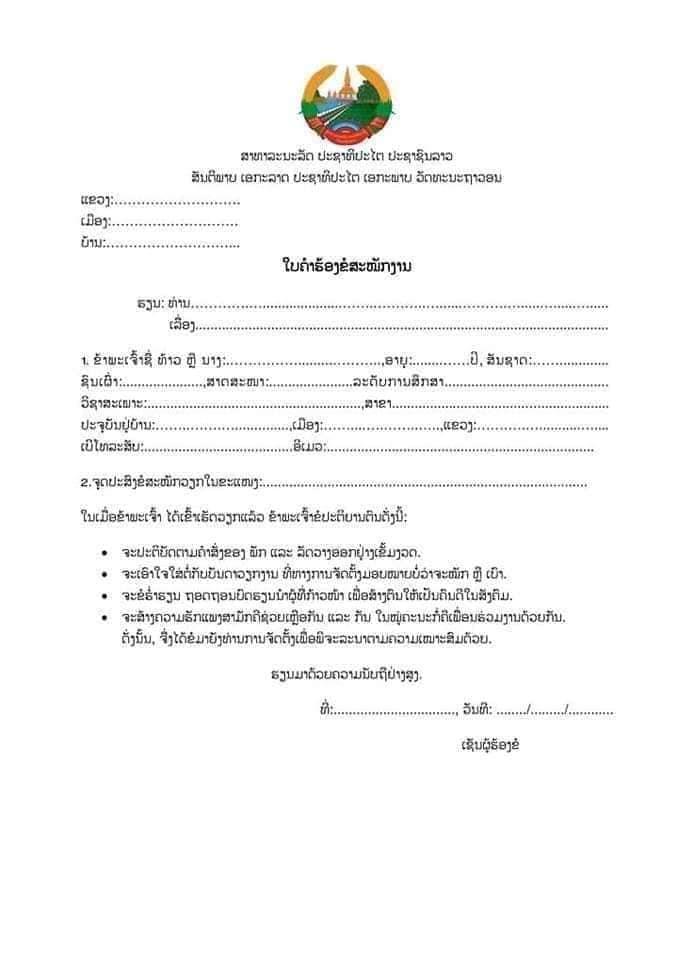 ສາທາລະນະລັດ ປະຊາທິປະໄຕ ປະຊາຊົນລາວ
ສັນຕິພາບ ເອກະລາດ ປະຊາທິປະໄຕ ເອກະພາບ ວັດທະນະຖາວອນ
ແຂວງ:……………………….
ເມືອງ:……………………….
ບ້ານ:………………………...
ໃບຄຳຮ້ອງຂໍສະໝັກງານ
ຮຽນ: ທ່ານ……………........................……………………………………………......
ເລື່ອງ.............................................................................................................
1. ຂ້າພະເຈົ້າຊື່ ທ້າວ ຫຼື ນາງ:……………...............………..,ອາຍຸ:.............ປີ, ສັນຊາດ:……..............
ຊົນເຜົ່າ:.....................,ສາດສະໜາ:......................ລະດັບການສຶກສາ...........................................
ວິຊາສະເພາະ:.........................................................,ສາຂາ.........................................................
ປະຈຸບັນຢູ່ບ້ານ:………………..............,ເມືອງ:……………………..,ແຂວງ:……………...............
ເບີໂທລະສັບ:.......................................ອີເມວ:......................................................................
2.ຈຸດປະສົງຂໍສະໝັກວຽກໃນຂະແໜງ:.....................................................................................
ໃນເມື່ອຂ້າພະເຈົ້າ ໄດ້ເຂົ້າເຮັດວຽກແລ້ວ ຂ້າພະເຈົ້າຂໍປະຕິຍານຕົນດັ່ງນີ້:
• ຈະປະຕິບັດຕາມຄຳສັ່ງຂອງ ພັກ ແລະ ລັດວາງອອກຢ່າງເຂັ້ມງວດ.
• ຈະເອົາໃຈໃສ່ຕໍ່ກັບບັນດາວຽກງານ ທີ່ທາງການຈັດຕັ້ງມອບໝາຍບໍ່ວ່າຈະໜັກ ຫຼື ເບົາ.
• ຈະຂໍຮ່ຳຮຽນ ຖອດຖອນບົດຮຽນນຳຜູ້ທີ່ກ້າວໜ້າ ເພື່ອສ້າງຕົນໃຫ້ເປັນຄົນດີໃນສັງຄົມ.
• ຈະສ້າງຄວາມຮັກແພງສາມັກຄີຊ່ວຍເຫຼືອກັນ ແລະ ກັນ ໃນໝູ່ຄະນະກໍ່ຄືເພື່ອນຮ່ວມງານດ້ວຍກັນ.
ດັ່ງນັ້ນ, ຈຶ່ງໄດ້ຂໍມາຍັງທ່ານການຈັດຕັ້ງເພື່ອພິຈະລະນາຕາມຄວາມເໝາະສົມດ້ວຍ.
ຮຽນມາດ້ວຍຄວາມນັບຖືຢ່າງສູງ.
ທີ່:................................, ວັນທີ: ......../........./............
ເຊັນຜູ້ຮ້ອງຂໍ